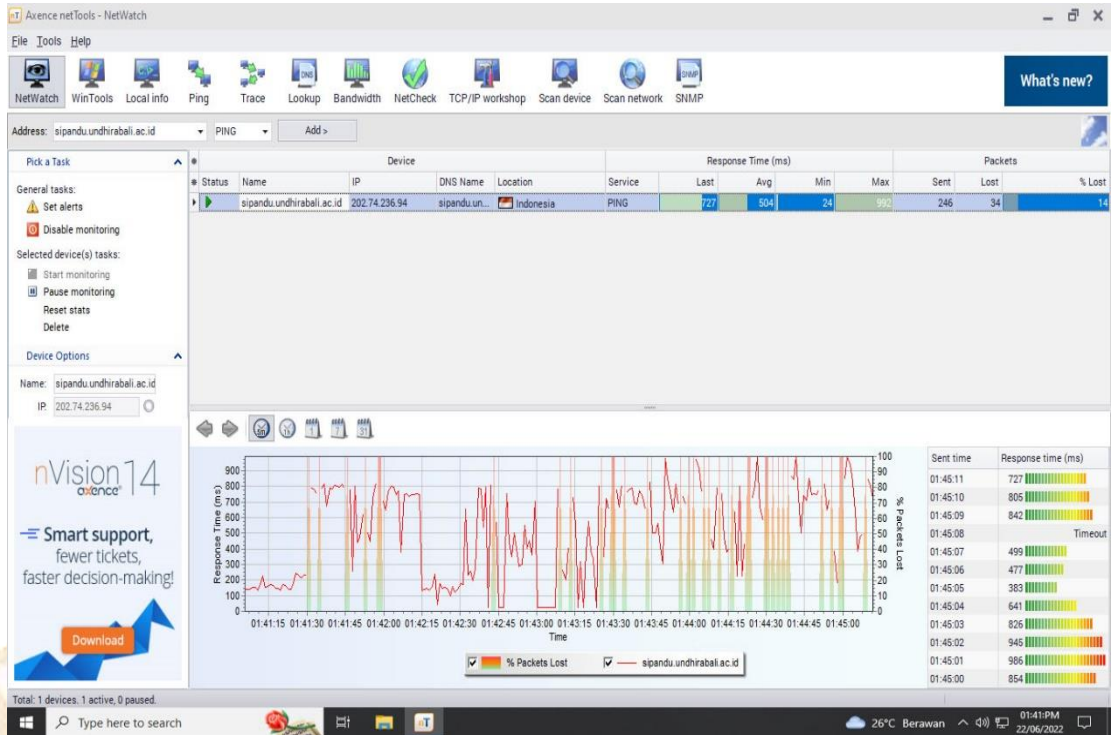 nT Axence netTools - NetWatch
File Tools Help
NetWatch WinTools Local info Ping Trace Lookup Bandwidth NetCheck TCP/IP workshop Scan device Scan network SNMP
DNS
SNMP
What's new?
Address: sipandu.undhirabali.ac.id PING Add >
Pick a Task
General tasks:
Set alerts
Disable monitoring
Selected device(s) tasks:
Start monitoring
Pause monitoring
Reset stats
Delete
Device Options
Name: sipandu.undhirabali.ac.id
IP: 202.74.236.94
nVision 14
axence®
Smart support,
fewer tickets,
faster decision-making!
Download
Device Response Time (ms) Packets
Status Name IP DNS Name Location Service Last Avg Min Max Sent Lost % Lost
sipandu.undhirabali.ac.id 202.74.236.94 sipandu.un... Indonesia PING 727 504 24 992 246 34 14
5m 1h 1 7 31
Response Time (ms)
900
800
700
600
500
400
300
200
100
0
100
90
80
70
60
50
40
30
20
10
0
% Packets Lost
01:41:15 01:41:30 01:41:45 01:42:00 01:42:15 01:42:30 01:42:45 01:43:00 01:43:15 01:43:30 01:43:45 01:44:00 01:44:15 01:44:30 01:44:45 01:45:00
Time
% Packets Lost sipandu.undhirabali.ac.id
Sent time Response time (ms)
01:45:11 727
01:45:10 805
01:45:09 842
01:45:08 Timeout
01:45:07 499
01:45:06 477
01:45:05 383
01:45:04 641
01:45:03 826
01:45:02 945
01:45:01 986
01:45:00 854
Total: 1 devices. 1 active, 0 paused.
Type here to search nT 26°C Berawan 01:41:PM
22/06/2022